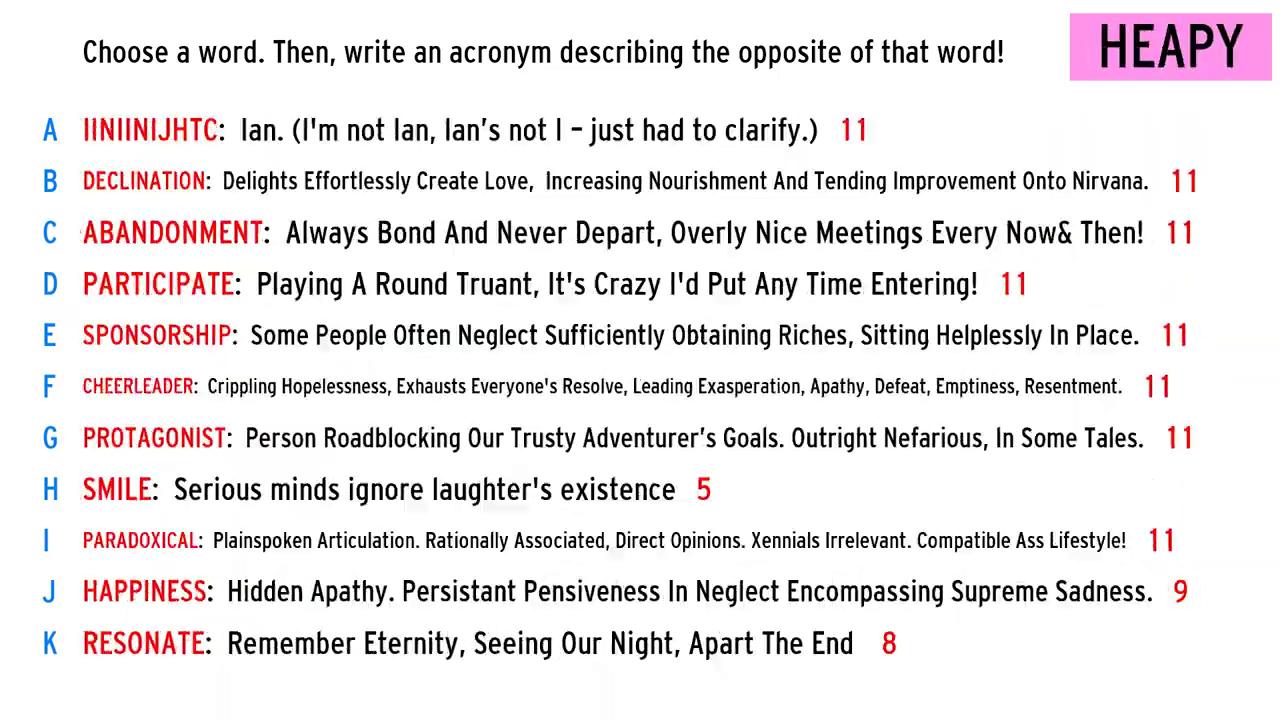 Choose a word. Then, write an acronym describing the opposite of that word!
HEAPY
A IINIINIJHTC: Ian. (I'm not Ian, Ian's not I – just had to clarify.) 11
B DECLINATION: Delights Effortlessly Create Love, Increasing Nourishment And Tending Improvement Onto Nirvana. 11
C ABANDONMENT: Always Bond And Never Depart, Overly Nice Meetings Every Now& Then! 11
D PARTICIPATE: Playing A Round Truant, It's Crazy I'd Put Any Time Entering! 11
E SPONSORSHIP: Some People Often Neglect Sufficiently Obtaining Riches, Sitting Helplessly In Place. 11
F CHEERLEADER: Crippling Hopelessness, Exhausts Everyone's Resolve, Leading Exasperation, Apathy, Defeat, Emptiness, Resentment. 11
G PROTAGONIST: Person Roadblocking Our Trusty Adventurer's Goals. Outright Nefarious, In Some Tales. 11
H SMILE: Serious minds ignore laughter's existence 5
I PARADOXICAL: Plainspoken Articulation. Rationally Associated, Direct Opinions. Xennials Irrelevant. Compatible Ass Lifestyle! 11
J HAPPINESS: Hidden Apathy. Persistant Pensiveness In Neglect Encompassing Supreme Sadness. 9
K RESONATE: Remember Eternity, Seeing Our Night, Apart The End 8